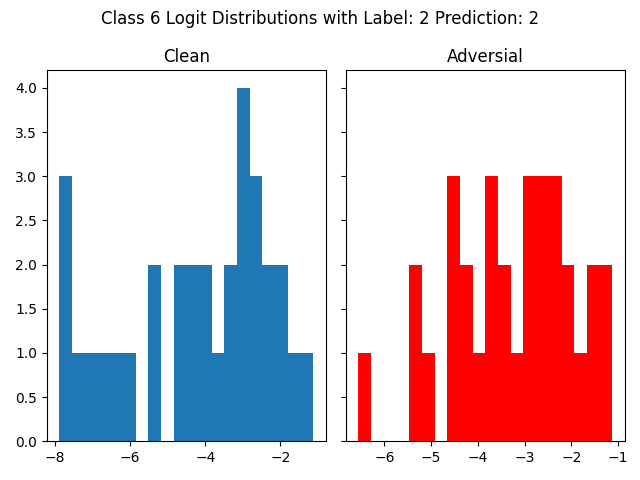 Class 6 Logit Distributions with Label: 2 Prediction: 2
Clean
Adversial
4.0
3.5
3.0
2.5
2.0
1.5
1.0
0.5
0.0
−8 −6 −4 −2
−6 −5 −4 −3 −2 −1